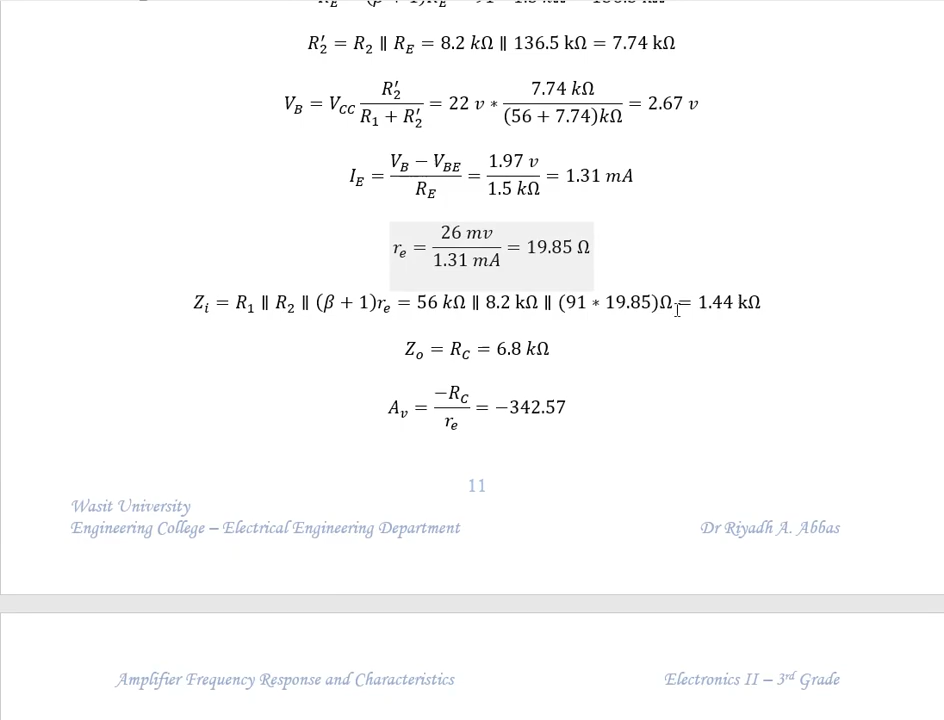 R₂′ = R₂ ∥ R_E = 8.2 kΩ ∥ 136.5 kΩ = 7.74 kΩ
V_B = V_CC R₂′ / (R₁ + R₂′) = 22 v * 7.74 kΩ / (56 + 7.74)kΩ = 2.67 v
I_E = (V_B − V_BE) / R_E = 1.97 v / 1.5 kΩ = 1.31 mA
r_e = 26 mv / 1.31 mA = 19.85 Ω
Z_i = R₁ ∥ R₂ ∥ (β + 1)r_e = 56 kΩ ∥ 8.2 kΩ ∥ (91 * 19.85)Ω = 1.44 kΩ
Z_o = R_C = 6.8 kΩ
A_v = −R_C / r_e = −342.57
11
Wasit University
Engineering College – Electrical Engineering Department Dr Riyadh A. Abbas
Amplifier Frequency Response and Characteristics Electronics II – 3rd Grade